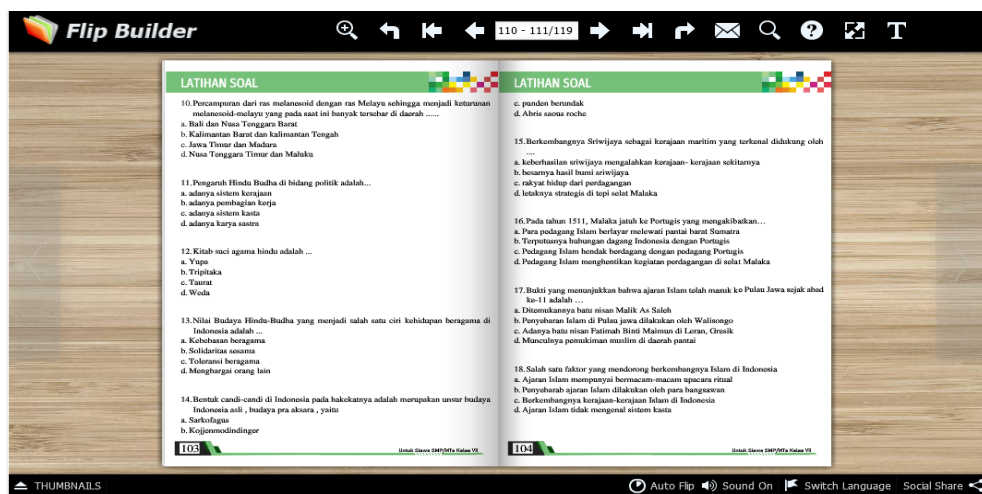 Flip Builder
110 - 111/119
LATIHAN SOAL
10.Percampuran dari ras melanosoid dengan ras Melayu sehingga menjadi keturunan
melanesoid-melayu yang pada saat ini banyak tersebar di daerah ......
a. Bali dan Nusa Tenggara Barat
b. Kalimantan Barat dan kalimantan Tengah
c. Jawa Timur dan Madura
d. Nusa Tenggara Timur dan Maluku
11.Pengaruh Hindu Budha di bidang politik adalah...
a. adanya sistem kerajaan
b. adanya pembagian kerja
c. adanya sistem kasta
d. adanya karya sastra
12.Kitab suci agama hindu adalah ...
a. Yupa
b. Tripitaka
c. Taurat
d. Weda
13.Nilai Budaya Hindu-Budha yang menjadi salah satu ciri kehidupan beragama di
Indonesia adalah ...
a. Kebebasan beragama
b. Solidaritas sesama
c. Toleransi beragama
d. Menghargai orang lain
14.Bentuk candi-candi di Indonesia pada hakekatnya adalah merupakan unsur budaya
Indonesia asli , budaya pra aksara , yaitu
a. Sarkofagus
b. Kojjenmodindinger
103
Untuk Siswa SMP/MTs Kelas VII
LATIHAN SOAL
c. punden berundak
d. Abris saous roche
15.Berkembangnya Sriwijaya sebagai kerajaan maritim yang terkenal didukung oleh
....
a. keberhasilan sriwijaya mengalahkan kerajaan- kerajaan sekitarnya
b. besarnya hasil bumi sriwijaya
c. rakyat hidup dari perdagangan
d. letaknya strategis di tepi selat Malaka
16.Pada tahun 1511, Malaka jatuh ke Portugis yang mengakibatkan...
a. Para pedagang Islam berlayar melewati pantai barat Sumatra
b. Terputusnya hubungan dagang Indonesia dengan Portugis
c. Pedagang Islam hendak berdagang dengan pedagang Portugis
d. Pedagang Islam menghentikan kegiatan perdagangan di selat Malaka
17.Bukti yang menunjukkan bahwa ajaran Islam telah masuk ke Pulau Jawa sejak abad
ke-11 adalah ...
a. Ditemukannya batu nisan Malik As Saleh
b. Penyebaran Islam di Pulau jawa dilakukan oleh Walisongo
c. Adanya batu nisan Fatimah Binti Maimun di Leran, Gresik
d. Munculnya pemukiman muslim di daerah pantai
18.Salah satu faktor yang mendorong berkembangnya Islam di Indonesia
a. Ajaran Islam mempunyai bermacam-macam upacara ritual
b. Penyebarab ajaran Islam dilakukan oleh para bangsawan
c. Berkembangnya kerajaan-kerajaan Islam di Indonesia
d. Ajaran Islam tidak mengenal sistem kasta
104
Untuk Siswa SMP/MTs Kelas VII
THUMBNAILS
Auto Flip
Sound On
Switch Language
Social Share